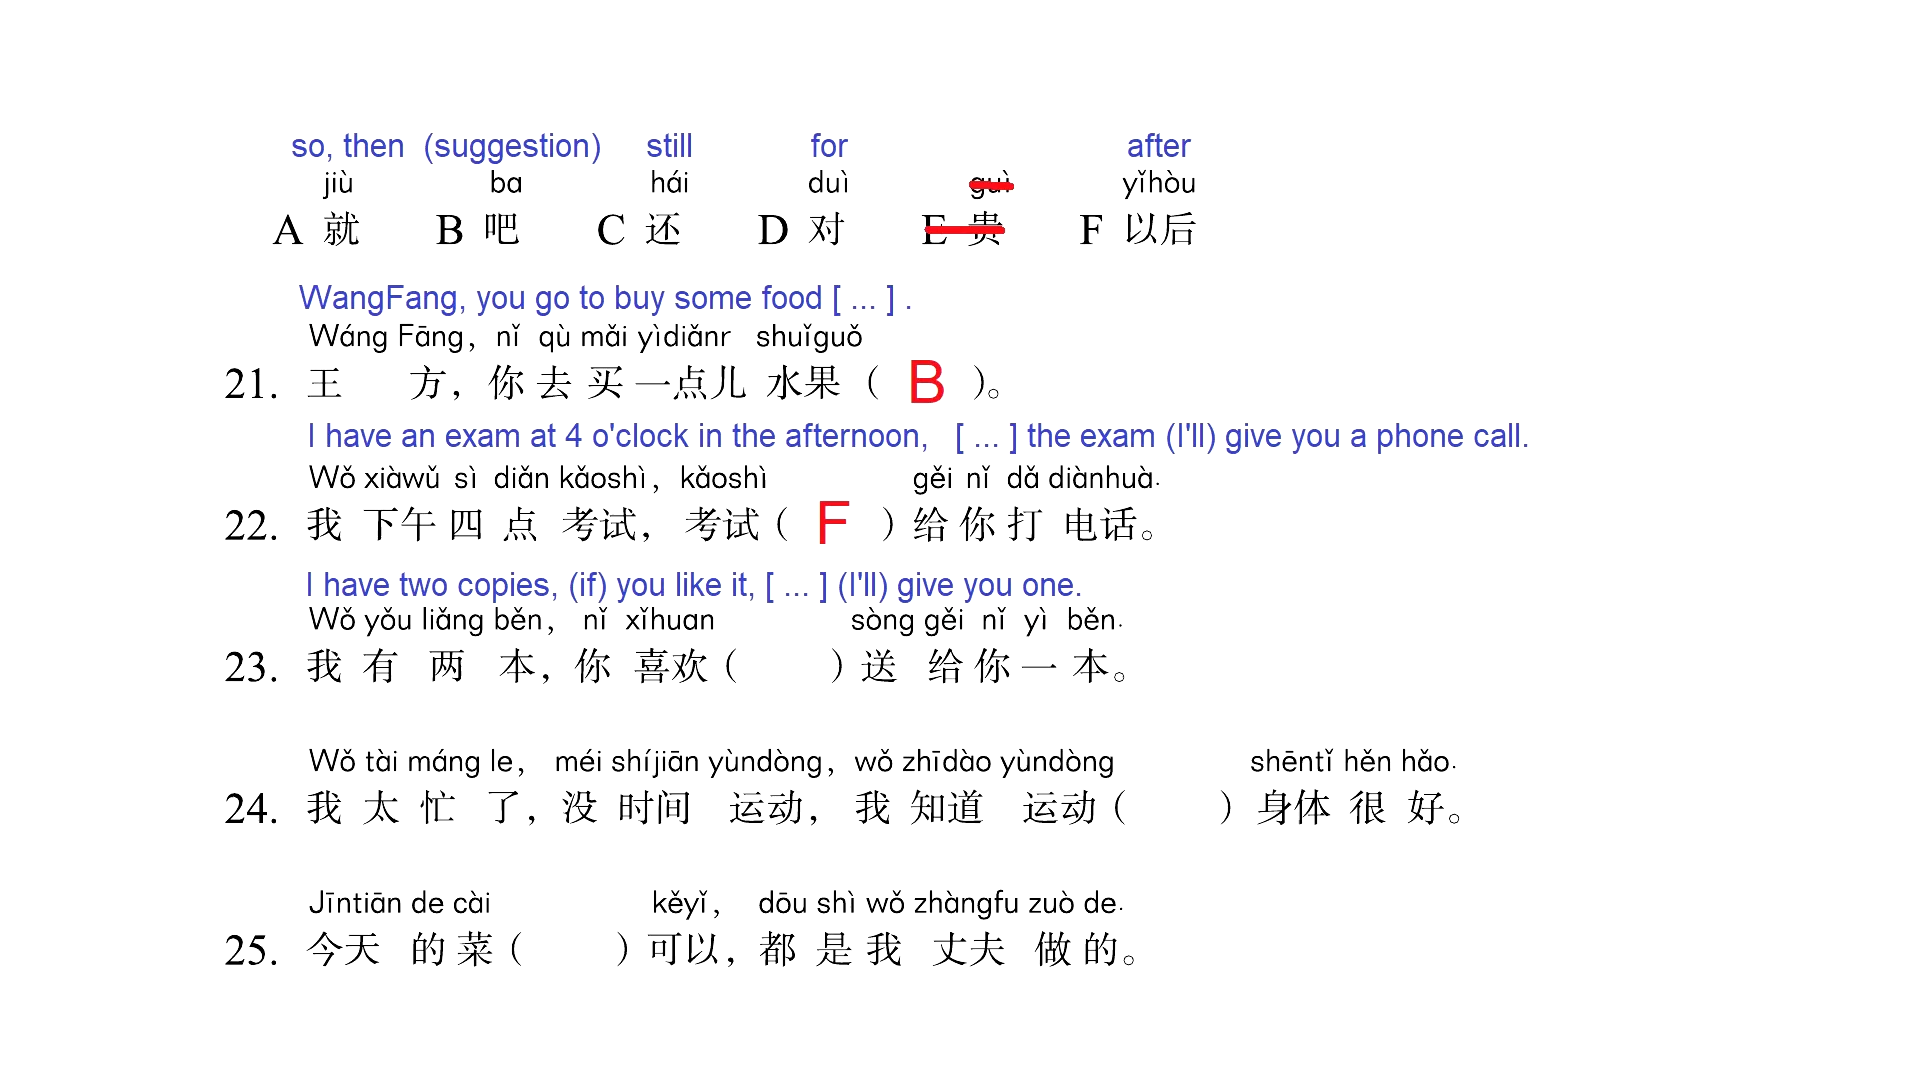 so, then (suggestion) still for after
jiù ba hái duì guì yǐhòu
A 就 B 吧 C 还 D 对 E 贵 F 以后
WangFang, you go to buy some food [ ... ] .
Wáng Fāng, nǐ qù mǎi yìdiǎnr shuǐguǒ
21. 王 方，你 去 买 一点儿 水果（ B ）。
I have an exam at 4 o'clock in the afternoon, [ ... ] the exam (I'll) give you a phone call.
Wǒ xiàwǔ sì diǎn kǎoshì, kǎoshì gěi nǐ dǎ diànhuà.
22. 我 下午 四 点 考试， 考试（ F ）给 你 打 电话。
I have two copies, (if) you like it, [ ... ] (I'll) give you one.
Wǒ yǒu liǎng běn, nǐ xǐhuan sòng gěi nǐ yì běn.
23. 我 有 两 本，你 喜欢（ ）送 给 你 一 本。
Wǒ tài máng le, méi shíjiān yùndòng, wǒ zhīdào yùndòng shēntǐ hěn hǎo.
24. 我 太 忙 了，没 时间 运动， 我 知道 运动（ ）身体 很 好。
Jīntiān de cài kěyǐ, dōu shì wǒ zhàngfu zuò de.
25. 今天 的 菜（ ）可以，都 是 我 丈夫 做 的。